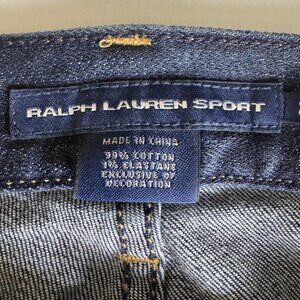 RALPH LAUREN SPORT
MADE IN CHINA
99% COTTON
1% ELASTANE
EXCLUSIVE OF
DECORATION